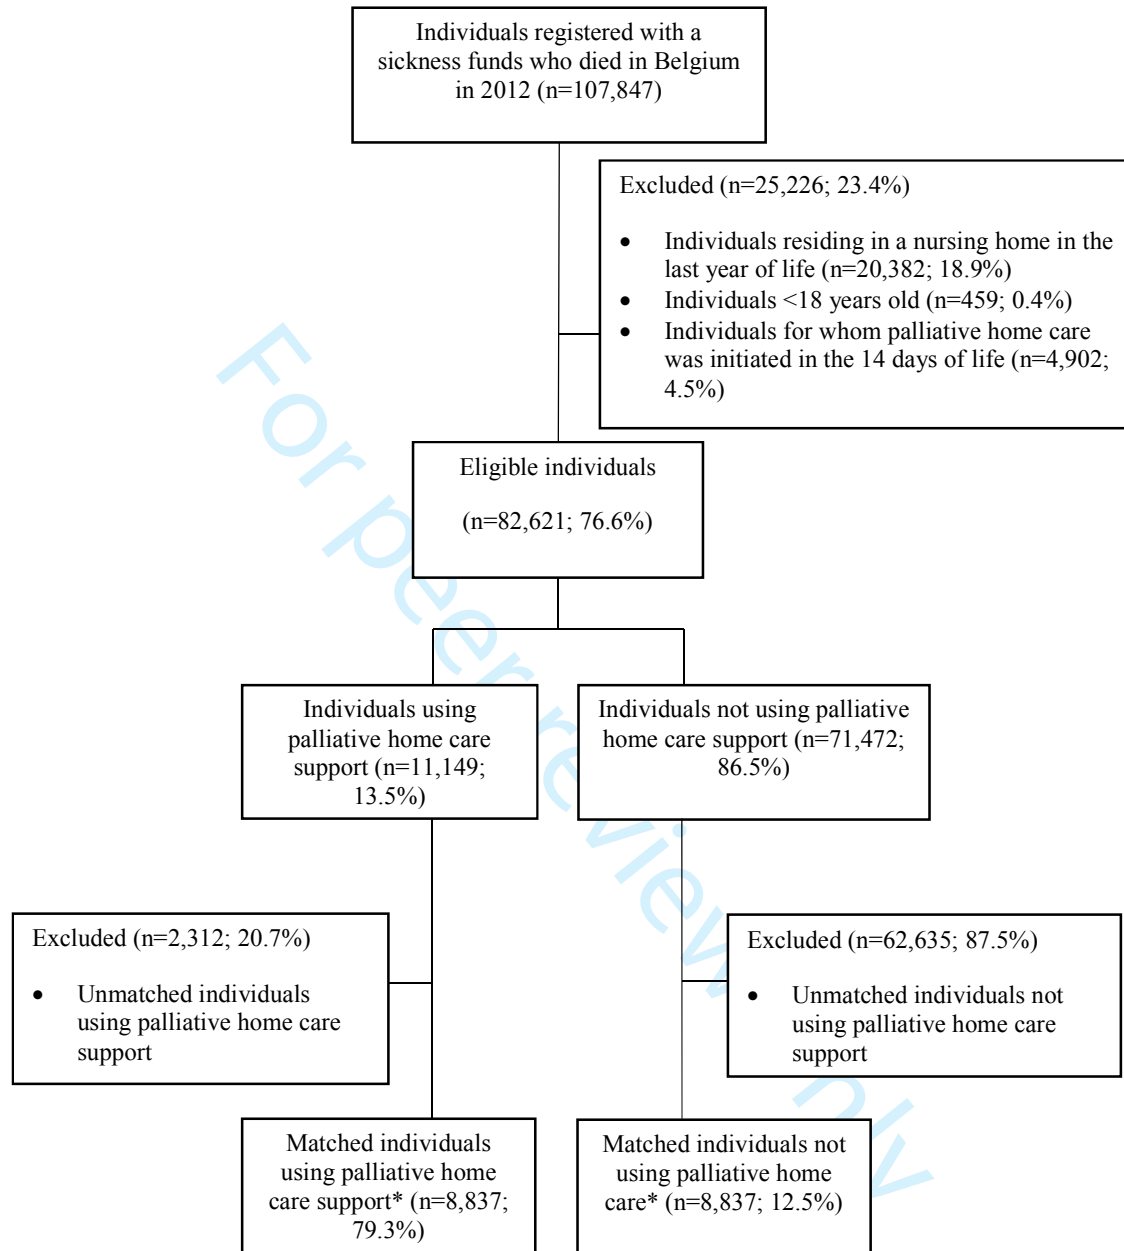 Individuals registered with a
sickness funds who died in Belgium
in 2012 (n=107,847)
Excluded (n=25,226; 23.4%)
• Individuals residing in a nursing home in the
last year of life (n=20,382; 18.9%)
• Individuals <18 years old (n=459; 0.4%)
• Individuals for whom palliative home care
was initiated in the 14 days of life (n=4,902;
4.5%)
Eligible individuals
(n=82,621; 76.6%)
Individuals using
palliative home care
support (n=11,149;
13.5%)
Individuals not using palliative
home care support (n=71,472;
86.5%)
Excluded (n=2,312; 20.7%)
• Unmatched individuals
using palliative home care
support
Excluded (n=62,635; 87.5%)
• Unmatched individuals not
using palliative home care
support
Matched individuals
using palliative home
care support* (n=8,837;
79.3%)
Matched individuals not
using palliative home
care* (n=8,837; 12.5%)
For peer review only